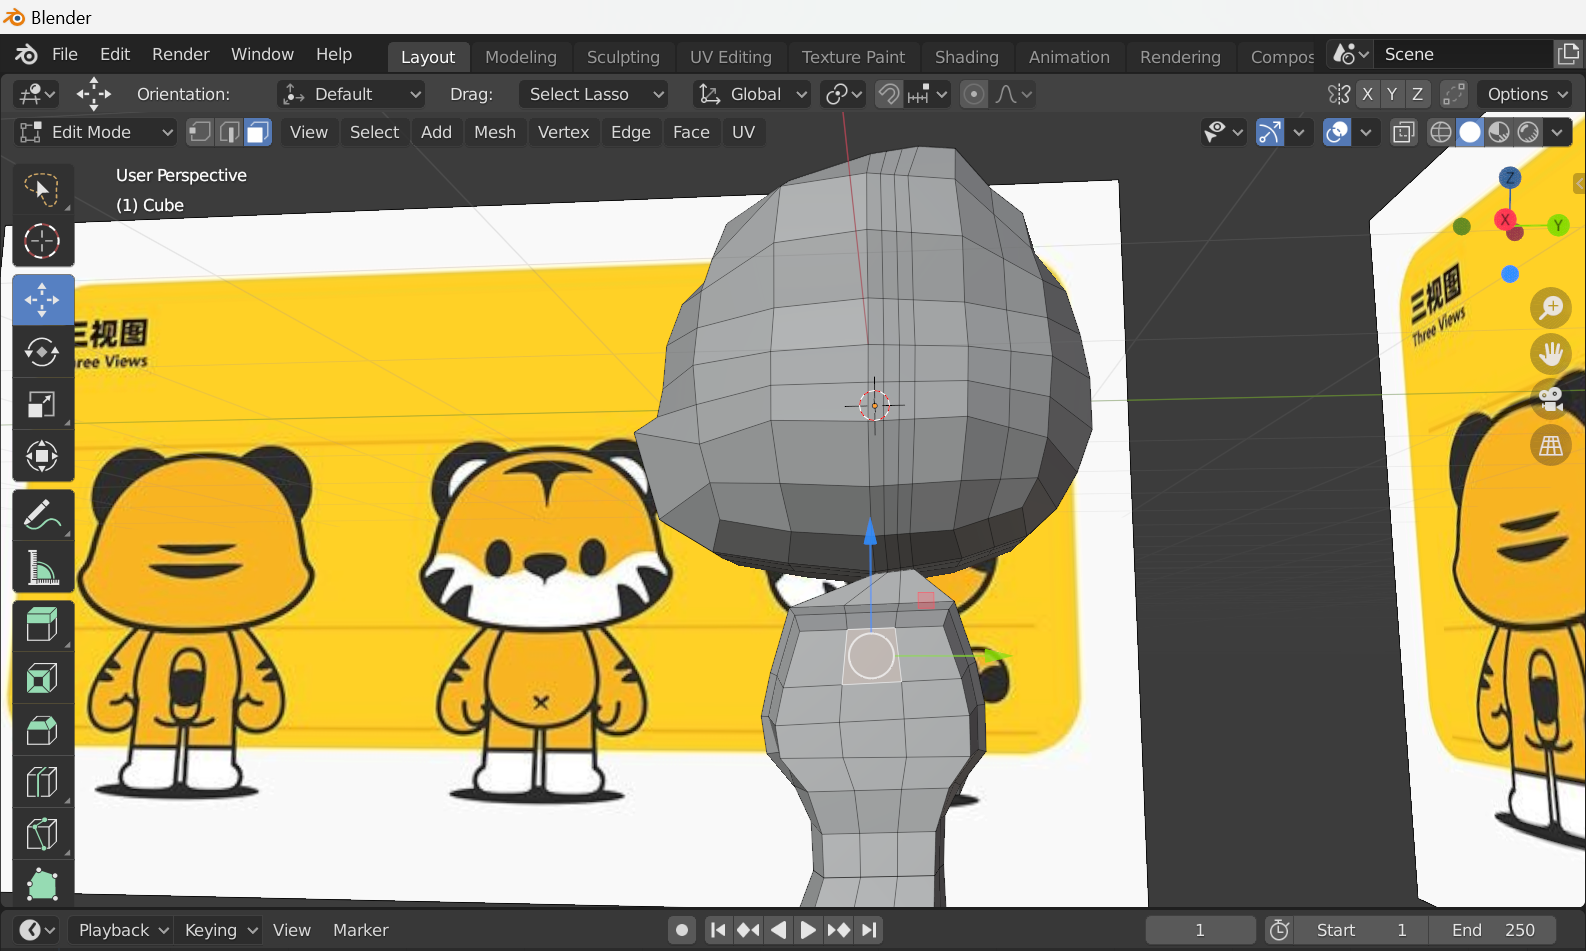 Blender
File Edit Render Window Help Layout Modeling Sculpting UV Editing Texture Paint Shading Animation Rendering Compos Scene
Orientation: Default Drag: Select Lasso Global X Y Z Options
Edit Mode View Select Add Mesh Vertex Edge Face UV
User Perspective
(1) Cube
Z
X
Y
三视图
hree Views
三视图
Three Views
Playback Keying View Marker 1 Start 1 End 250